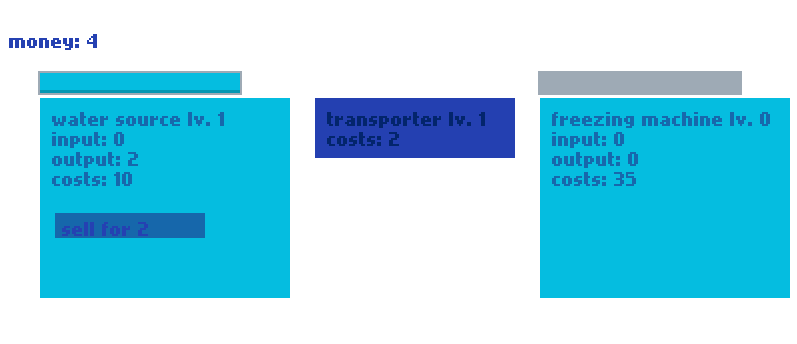 money: 4
water source lv. 1
input: 0
output: 2
costs: 10
sell for 2
transporter lv. 1
costs: 2
freezing machine lv. 0
input: 0
output: 0
costs: 35